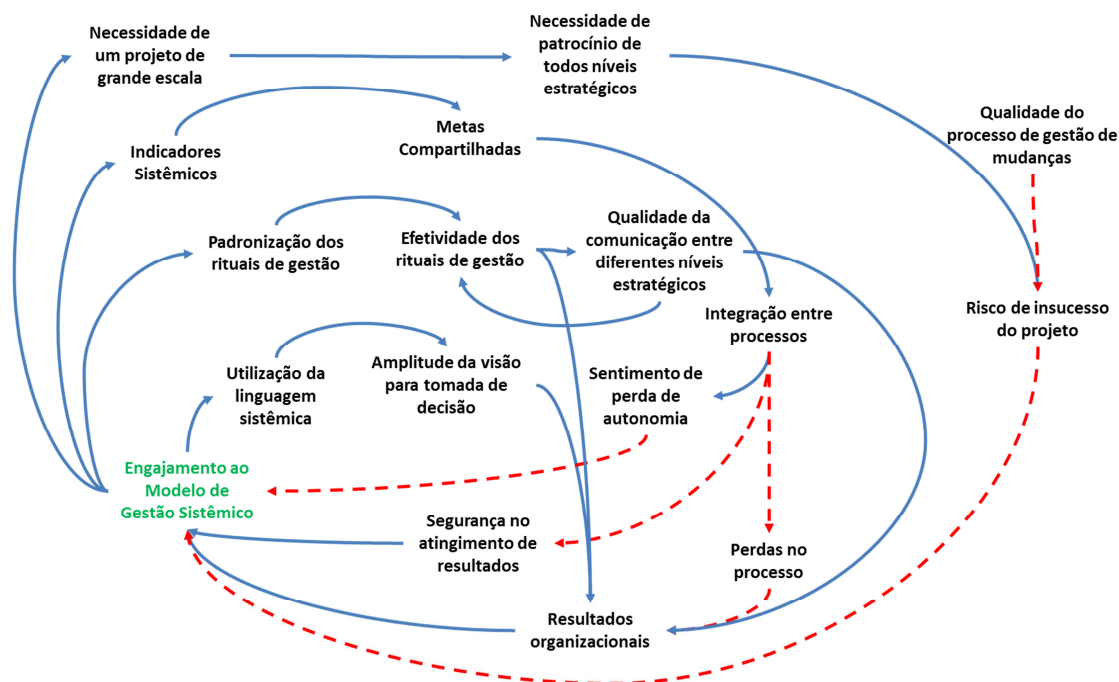 Necessidade de
um projeto de
grande escala
Necessidade de
patrocínio de
todos níveis
estratégicos
Qualidade do
processo de gestão de
mudanças
Indicadores
Sistêmicos
Metas
Compartilhadas
Padronização dos
rituais de gestão
Efetividade dos
rituais de gestão
Qualidade da
comunicação entre
diferentes níveis
estratégicos
Integração entre
processos
Risco de insucesso
do projeto
Utilização da
linguagem
sistêmica
Amplitude da visão
para tomada de
decisão
Sentimento de
perda de
autonomia
Engajamento ao
Modelo de
Gestão Sistêmico
Segurança no
atingimento de
resultados
Perdas no
processo
Resultados
organizacionais